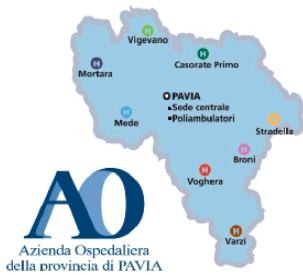 Vigevano
H
H
Casorate Primo
H
Mortara
PAVIA
Sede centrale
Poliambulatori
H
Mede
H
Stradella
H
Broni
H
Voghera
H
Varzi
AO
Azienda Ospedaliera
della provincia di PAVIA